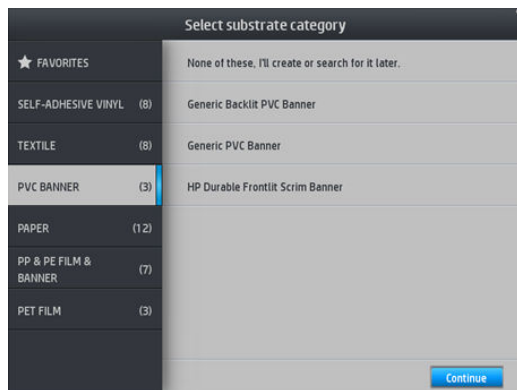 Select substrate category
FAVORITES
SELF-ADHESIVE VINYL (8)
TEXTILE (8)
PVC BANNER (3)
PAPER (12)
PP & PE FILM &
BANNER (7)
PET FILM (3)
None of these, I'll create or search for it later.
Generic Backlit PVC Banner
Generic PVC Banner
HP Durable Frontlit Scrim Banner
Continue